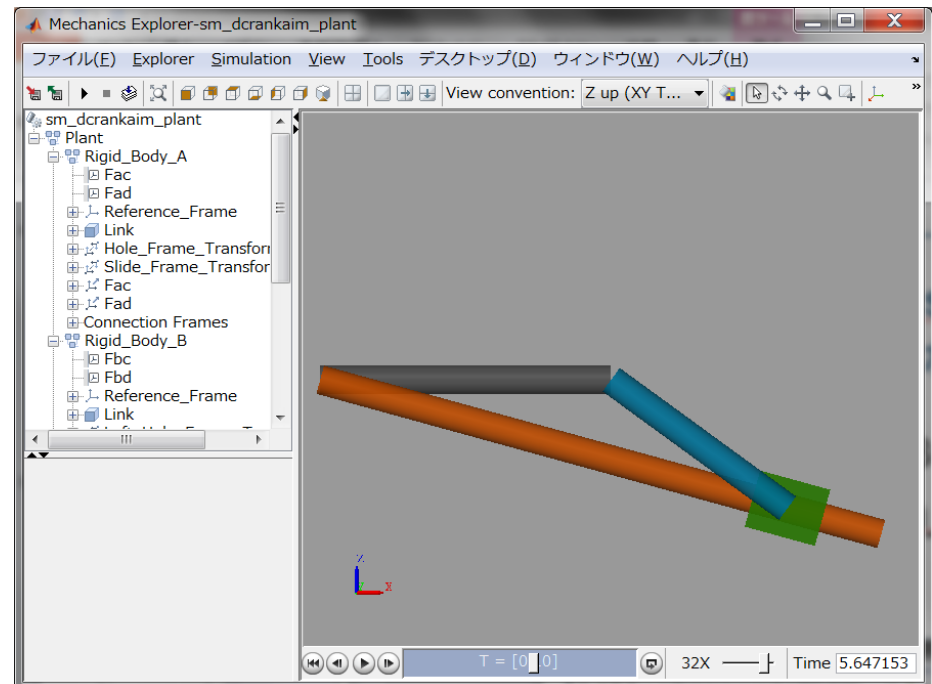 Mechanics Explorer-sm_dcrankaim_plant
ファイル(F) Explorer Simulation View Tools デスクトップ(D) ウィンドウ(W) ヘルプ(H)
View convention: Z up (XY T...
sm_dcrankaim_plant
Plant
Rigid_Body_A
Fac
Fad
Reference_Frame
Link
Hole_Frame_Transfor
Slide_Frame_Transfor
Fac
Fad
Connection Frames
Rigid_Body_B
Fbc
Fbd
Reference_Frame
Link
Z
X
T = [0 10]
32X
Time 5.647153